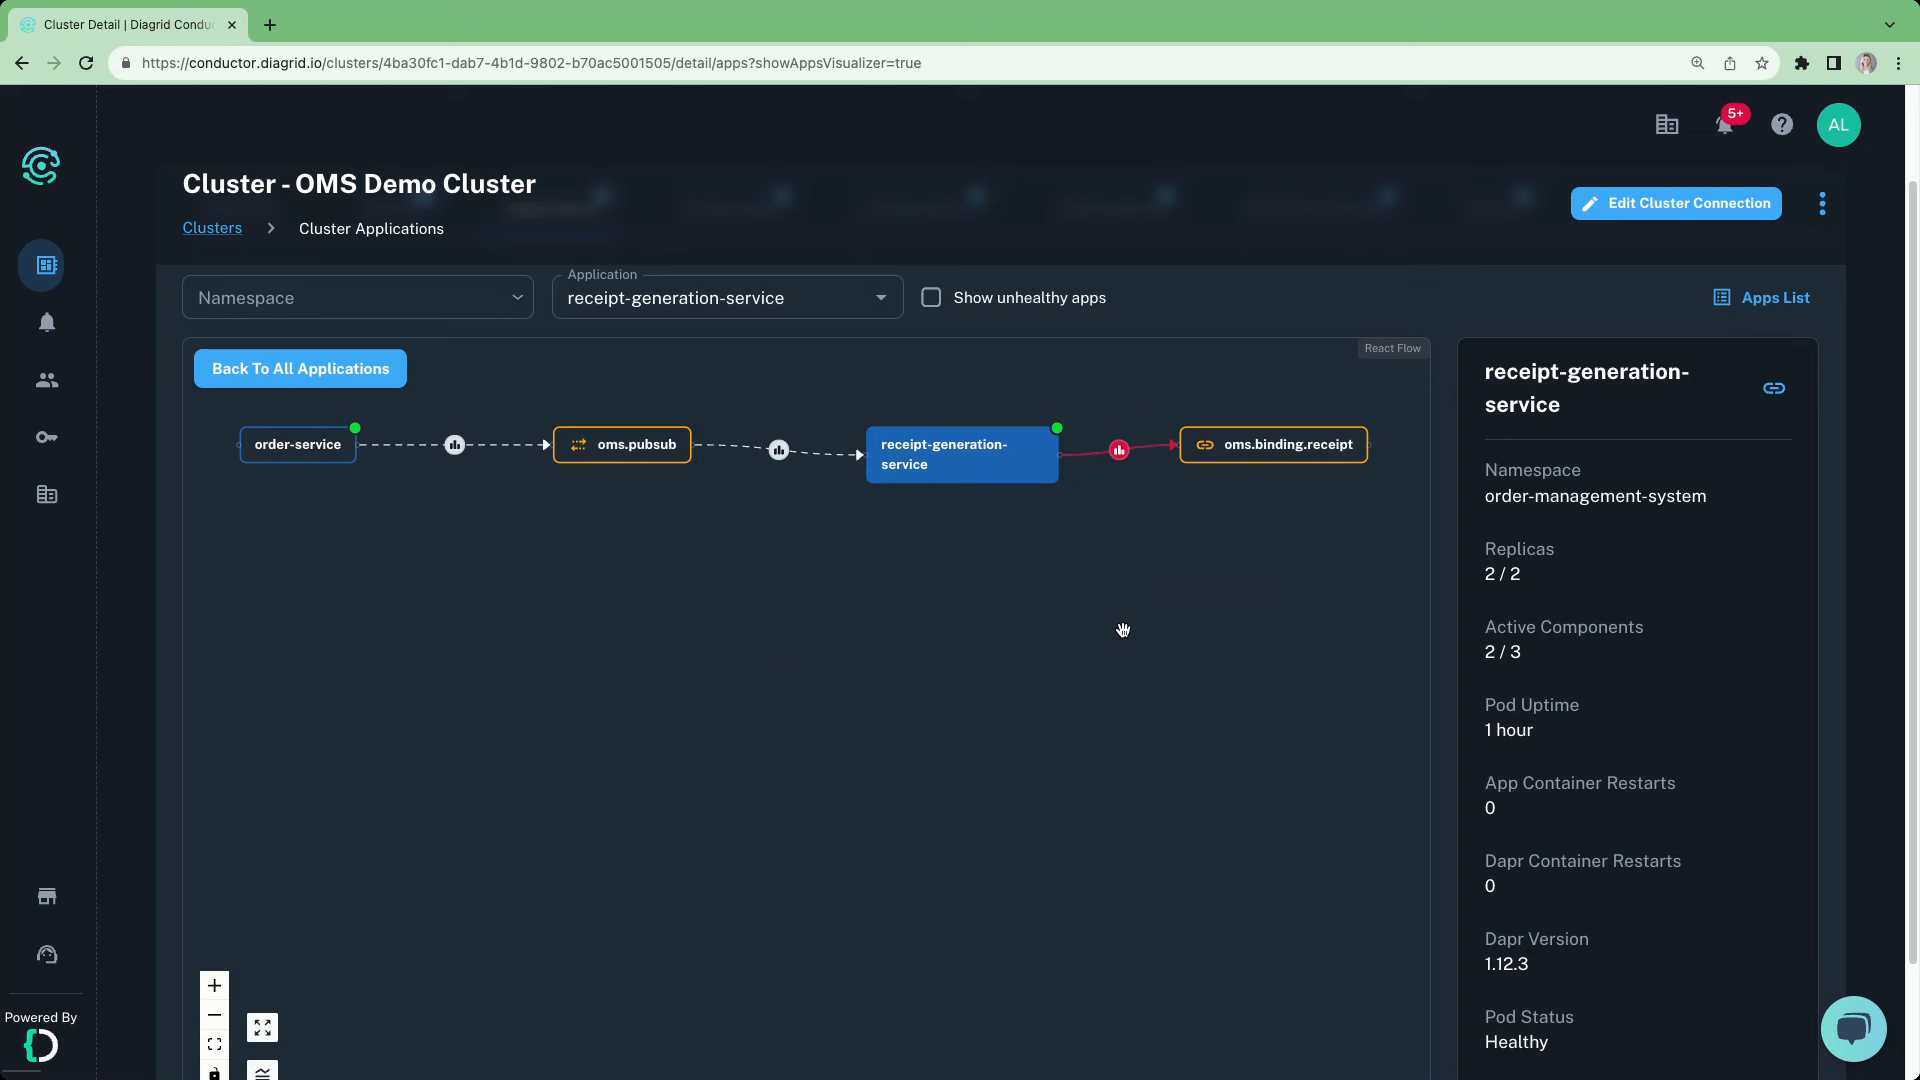 Cluster Detail | Diagrid Condu
https://conductor.diagrid.io/clusters/4ba30fc1-dab7-4b1d-9802-b70ac5001505/detail/apps?showAppsVisualizer=true
5+
AL
Cluster - OMS Demo Cluster
Edit Cluster Connection
Clusters > Cluster Applications
Namespace
Application
receipt-generation-service
Show unhealthy apps
Apps List
Back To All Applications
React Flow
order-service
oms.pubsub
receipt-generation-
service
oms.binding.receipt
receipt-generation-
service
Namespace
order-management-system
Replicas
2 / 2
Active Components
2 / 3
Pod Uptime
1 hour
App Container Restarts
0
Dapr Container Restarts
0
Dapr Version
1.12.3
Pod Status
Healthy
Powered By